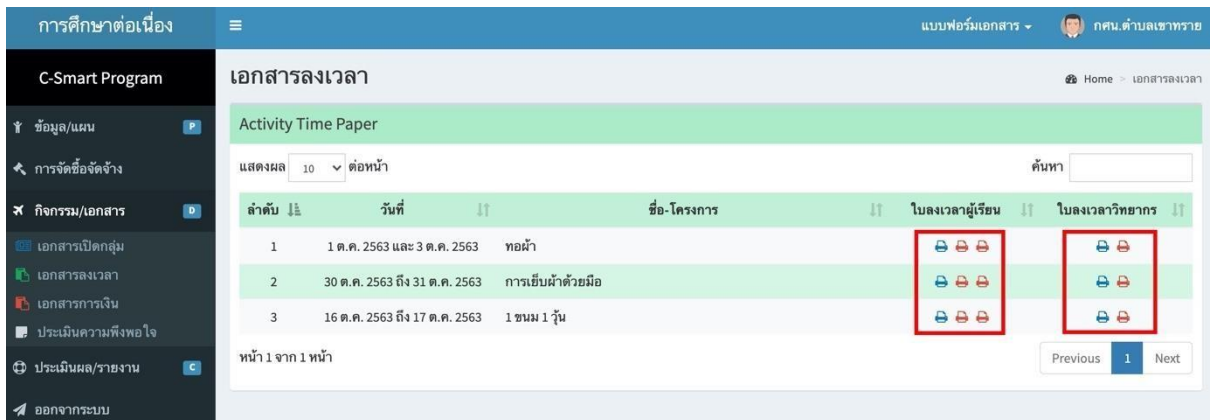 การศึกษาต่อเนื่อง
แบบฟอร์มเอกสาร
กศน.ตำบลเขาทราย
C-Smart Program
ข้อมูล/แผน P
การจัดซื้อจัดจ้าง
กิจกรรม/เอกสาร D
เอกสารเปิดกลุ่ม
เอกสารลงเวลา
เอกสารการเงิน
ประเมินความพึงพอใจ
ประเมินผล/รายงาน C
ออกจากระบบ
เอกสารลงเวลา
Home > เอกสารลงเวลา
Activity Time Paper
แสดงผล 10 ต่อหน้า
ค้นหา
ลำดับ วันที่ ชื่อ-โครงการ ใบลงเวลาผู้เรียน ใบลงเวลาวิทยากร
1 1 ต.ค. 2563 และ 3 ต.ค. 2563 ทอผ้า
2 30 ต.ค. 2563 ถึง 31 ต.ค. 2563 การเย็บผ้าด้วยมือ
3 16 ต.ค. 2563 ถึง 17 ต.ค. 2563 1 ขนม 1 วุ้น
หน้า 1 จาก 1 หน้า
Previous 1 Next